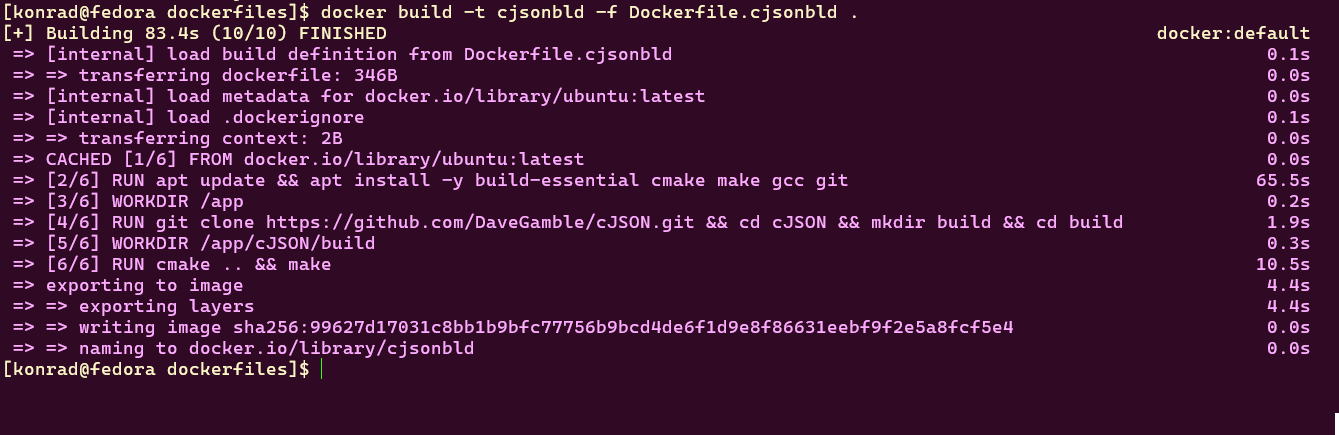 [konrad@fedora dockerfiles]$ docker build -t cjsonbld -f Dockerfile.cjsonbld .
[+] Building 83.4s (10/10) FINISHED docker:default
=> [internal] load build definition from Dockerfile.cjsonbld 0.1s
=> => transferring dockerfile: 346B 0.0s
=> [internal] load metadata for docker.io/library/ubuntu:latest 0.0s
=> [internal] load .dockerignore 0.1s
=> => transferring context: 2B 0.0s
=> CACHED [1/6] FROM docker.io/library/ubuntu:latest 0.0s
=> [2/6] RUN apt update && apt install -y build-essential cmake make gcc git 65.5s
=> [3/6] WORKDIR /app 0.2s
=> [4/6] RUN git clone https://github.com/DaveGamble/cJSON.git && cd cJSON && mkdir build && cd build 1.9s
=> [5/6] WORKDIR /app/cJSON/build 0.3s
=> [6/6] RUN cmake .. && make 10.5s
=> exporting to image 4.4s
=> => exporting layers 4.4s
=> => writing image sha256:99627d17031c8bb1b9bfc77756b9bcd4de6f1d9e8f86631eebf9f2e5a8fcf5e4 0.0s
=> => naming to docker.io/library/cjsonbld 0.0s
[konrad@fedora dockerfiles]$